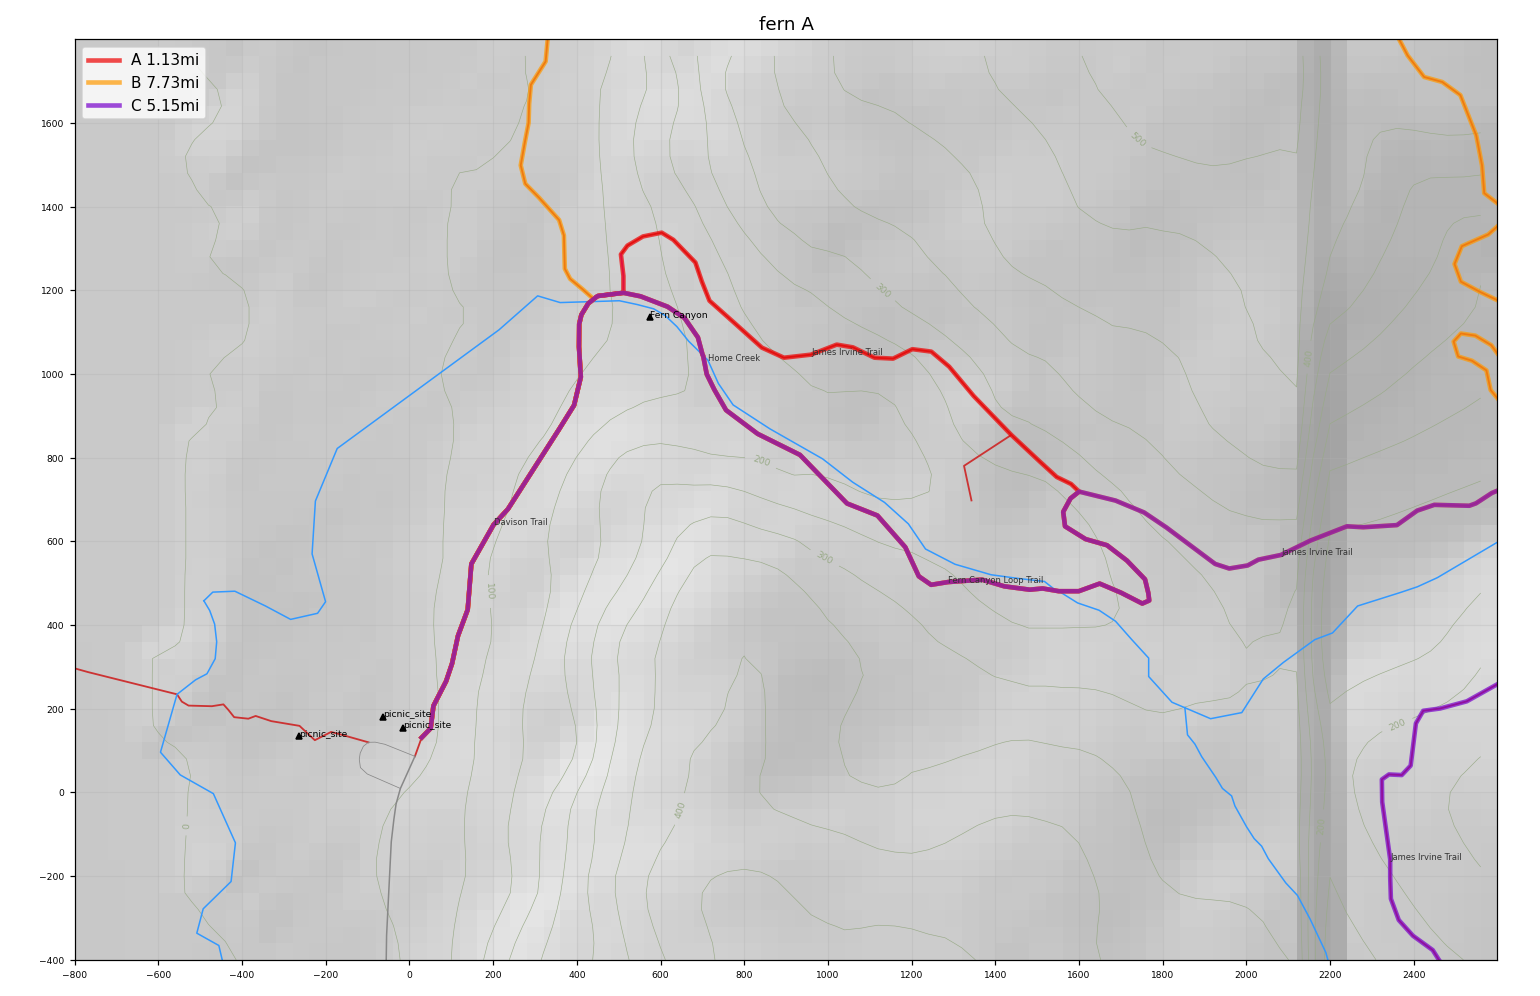 fern A
A 1.13mi
B 7.73mi
C 5.15mi
1600
1400
1200
1000
800
600
400
200
0
−200
−400
500
300
Fern Canyon
James Irvine Trail
Home Creek
400
200
Davison Trail
300
James Irvine Trail
Fern Canyon Loop Trail
100
picnic_site
picnic_site
picnic_site
200
400
0
James Irvine Trail
−800
−600
−400
−200
0
200
400
600
800
1000
1200
1400
1600
1800
2000
2200
2400